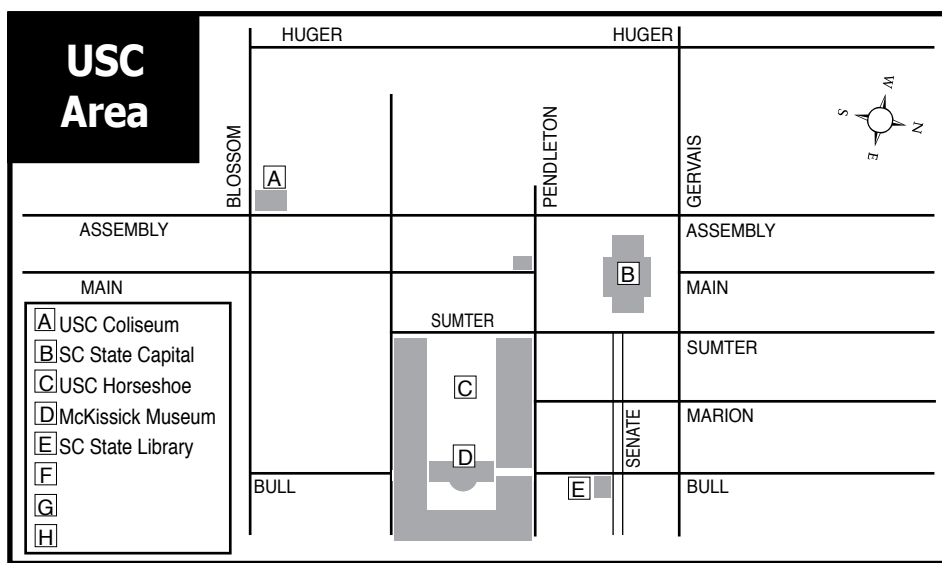 USC
Area
HUGER HUGER
BLOSSOM
PENDLETON
GERVAIS
W
S
N
E
A
ASSEMBLY ASSEMBLY
B
MAIN MAIN
SUMTER SUMTER
C
MARION
SENATE
D
BULL E BULL
A USC Coliseum
B SC State Capital
C USC Horseshoe
D McKissick Museum
E SC State Library
F
G
H